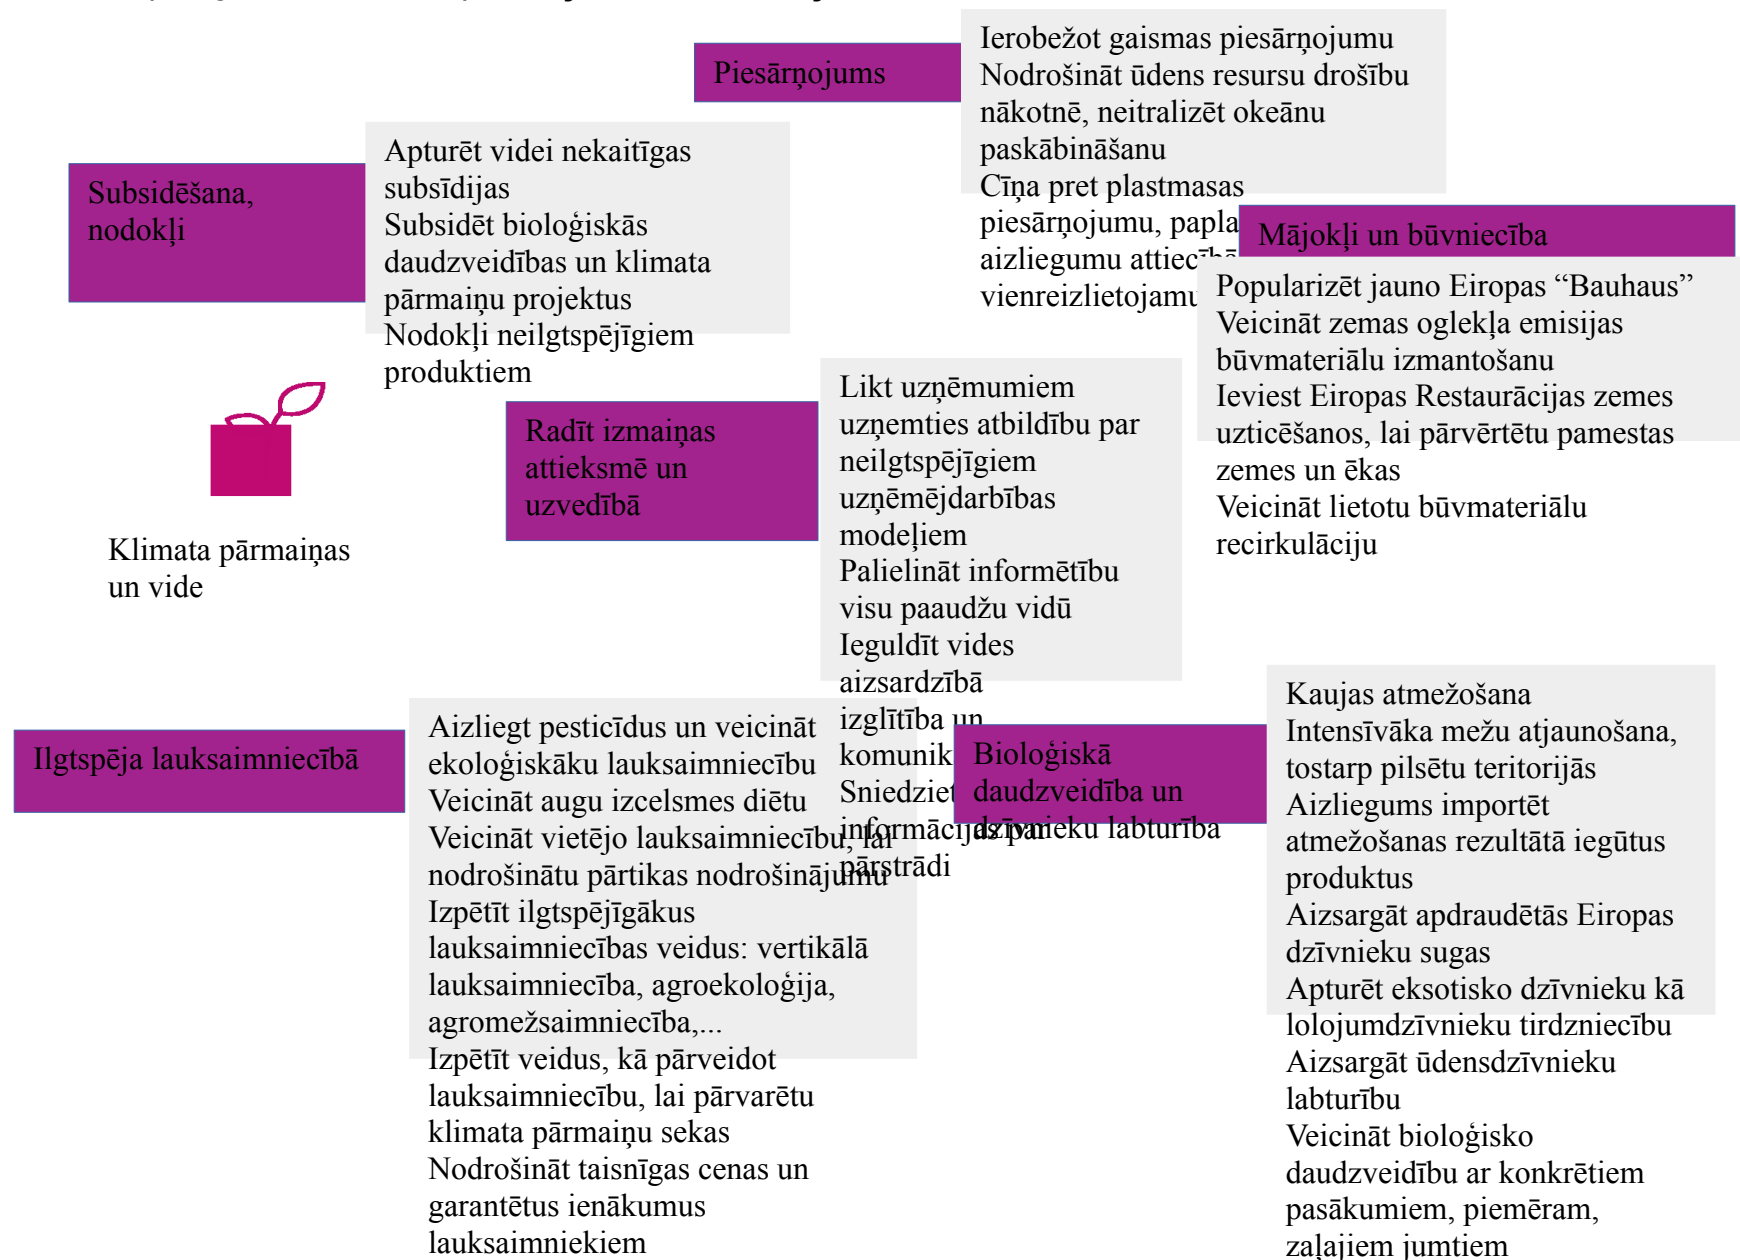 Piesārņojums
Ierobežot gaismas piesārņojumu
Nodrošināt ūdens resursu drošību
nākotnē, neitralizēt okeānu
paskābināšanu
Cīņa pret plastmasas
piesārņojumu, papla
aizliegumu attiecībā
vienreizlietojamu
Subsidēšana,
nodokļi
Apturēt videi nekaitīgas
subsīdijas
Subsidēt bioloģiskās
daudzveidības un klimata
pārmaiņu projektus
Nodokļi neilgtspējīgiem
produktiem
Mājokļi un būvniecība
Popularizēt jauno Eiropas “Bauhaus”
Veicināt zemas oglekļa emisijas
būvmateriālu izmantošanu
Ieviest Eiropas Restaurācijas zemes
uzticēšanos, lai pārvērtētu pamestas
zemes un ēkas
Veicināt lietotu būvmateriālu
recirkulāciju
Radīt izmaiņas
attieksmē un
uzvedībā
Likt uzņēmumiem
uzņemties atbildību par
neilgtspējīgiem
uzņēmējdarbības
modeļiem
Palielināt informētību
visu paaudžu vidū
Ieguldīt vides
aizsardzībā
izglītība un
komunik
Sniedziet
informācijas par
pārstrādi
Klimata pārmaiņas
un vide
Ilgtspēja lauksaimniecībā
Aizliegt pesticīdus un veicināt
ekoloģiskāku lauksaimniecību
Veicināt augu izcelsmes diētu
Veicināt vietējo lauksaimniecību, lai
nodrošinātu pārtikas nodrošinājumu
Izpētīt ilgtspējīgākus
lauksaimniecības veidus: vertikālā
lauksaimniecība, agroekoloģija,
agromežsaimniecība,...
Izpētīt veidus, kā pārveidot
lauksaimniecību, lai pārvarētu
klimata pārmaiņu sekas
Nodrošināt taisnīgas cenas un
garantētus ienākumus
lauksaimniekiem
Bioloģiskā
daudzveidība un
dzīvnieku labturība
Kaujas atmežošana
Intensīvāka mežu atjaunošana,
tostarp pilsētu teritorijās
Aizliegums importēt
atmežošanas rezultātā iegūtus
produktus
Aizsargāt apdraudētās Eiropas
dzīvnieku sugas
Apturēt eksotisko dzīvnieku kā
lolojumdzīvnieku tirdzniecību
Aizsargāt ūdensdzīvnieku
labturību
Veicināt bioloģisko
daudzveidību ar konkrētiem
pasākumiem, piemēram,
zaļajiem jumtiem